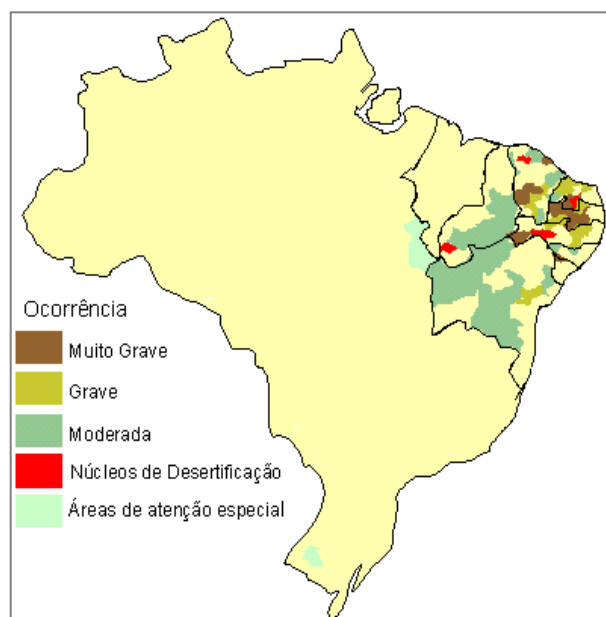 Ocorrência
Muito Grave
Grave
Moderada
Núcleos de Desertificação
Áreas de atenção especial